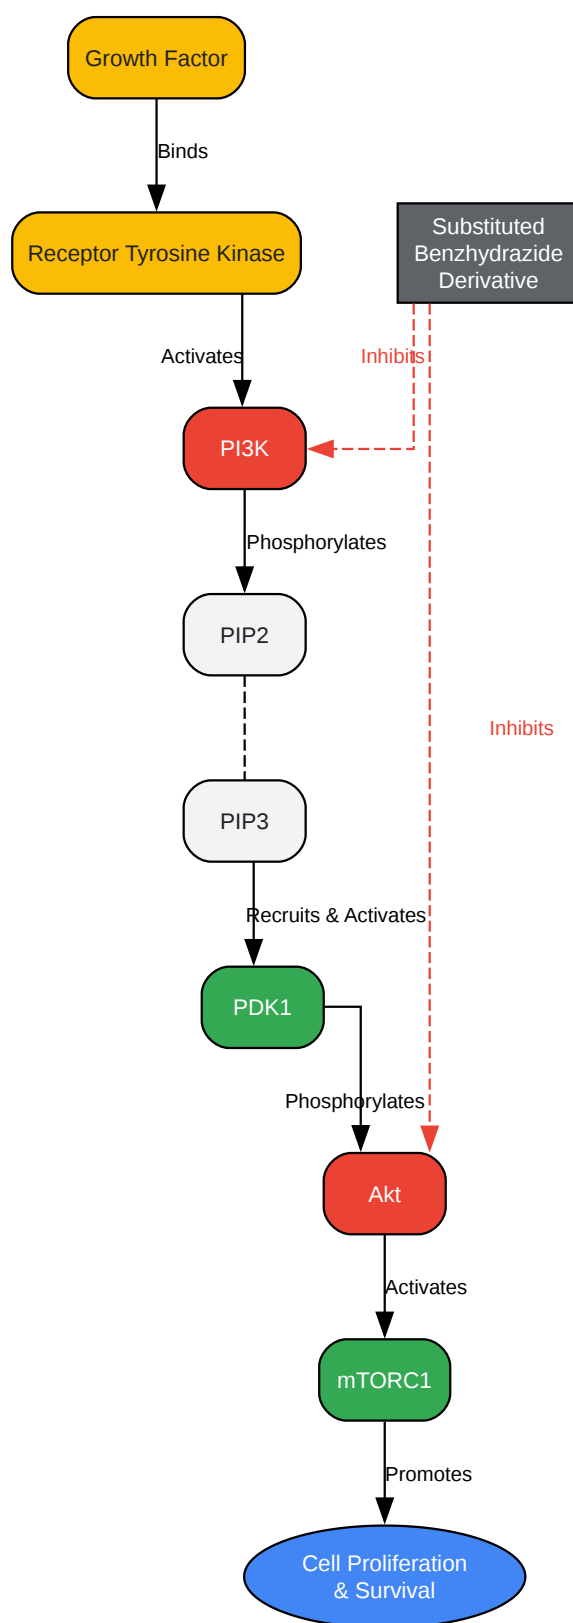 Growth Factor
Binds
Receptor Tyrosine Kinase
Substituted
Benzhydrazide
Derivative
Activates
Inhibits
PI3K
Phosphorylates
PIP2
Inhibits
PIP3
Recruits & Activates
PDK1
Phosphorylates
Akt
Activates
mTORC1
Promotes
Cell Proliferation
& Survival